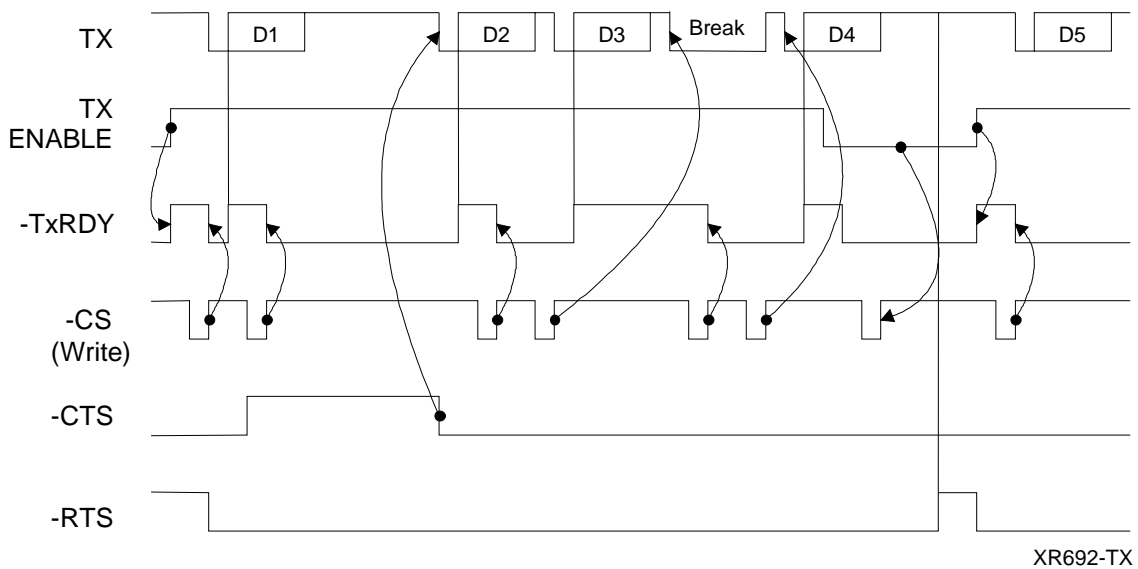 TX
D1
D2
D3
Break
D4
D5
TX
ENABLE
-TxRDY
-CS
(Write)
-CTS
-RTS
XR692-TX